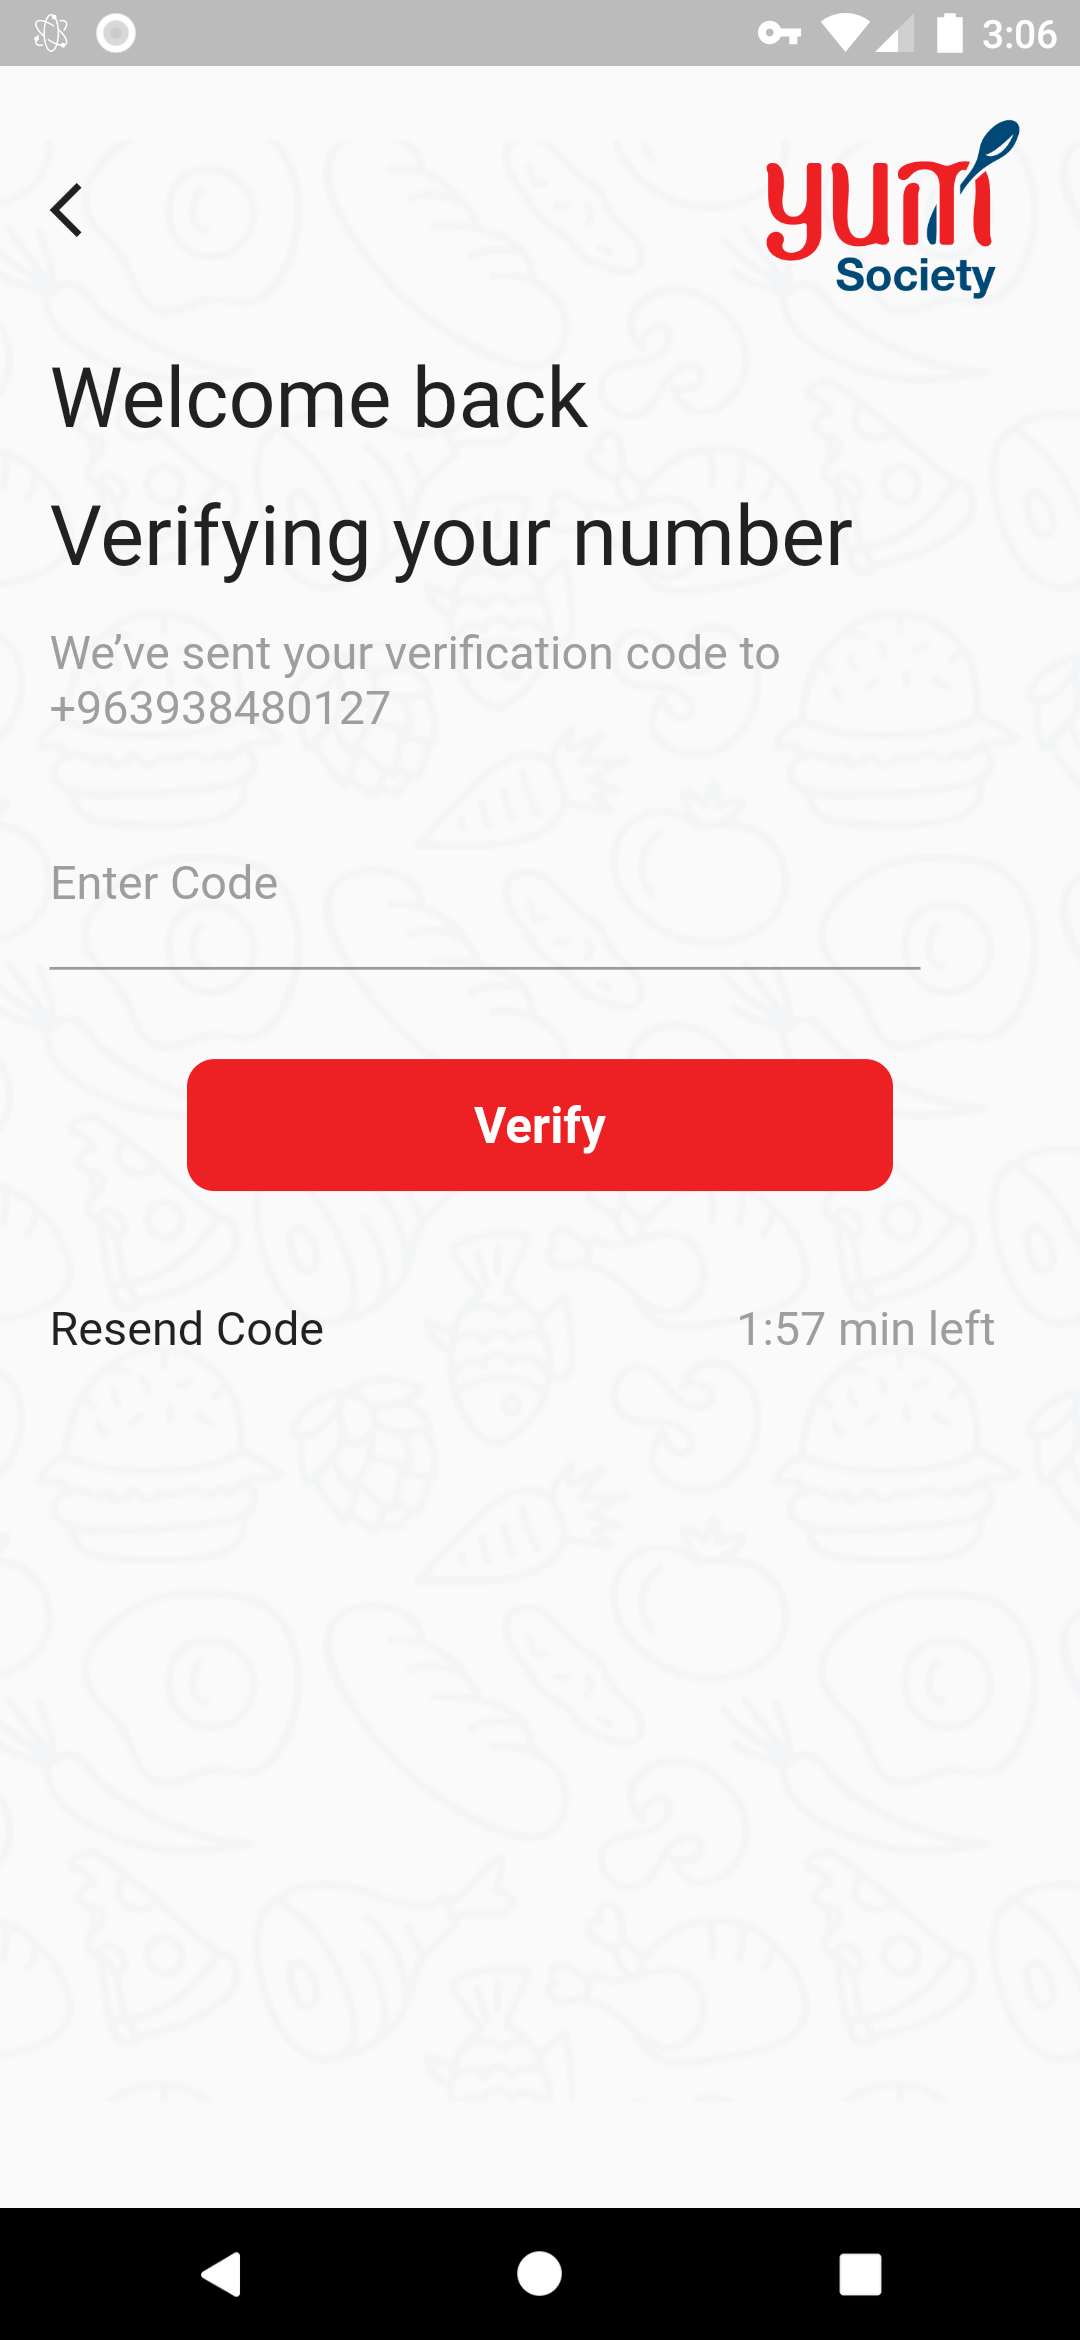 3:06
yum
Society
Welcome back
Verifying your number
We’ve sent your verification code to
+963938480127
Enter Code
Verify
Resend Code
1:57 min left